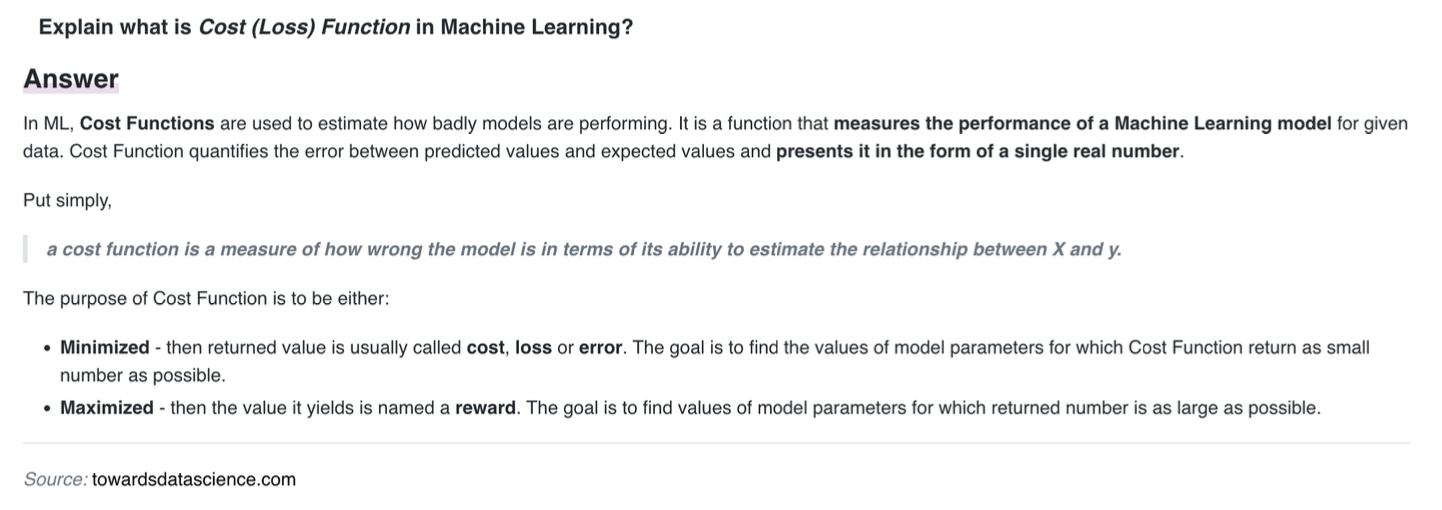 Explain what is Cost (Loss) Function in Machine Learning?
Answer
In ML, Cost Functions are used to estimate how badly models are performing. It is a function that measures the performance of a Machine Learning model for given
data. Cost Function quantifies the error between predicted values and expected values and presents it in the form of a single real number.
Put simply,
a cost function is a measure of how wrong the model is in terms of its ability to estimate the relationship between X and y.
The purpose of Cost Function is to be either:
• Minimized - then returned value is usually called cost, loss or error. The goal is to find the values of model parameters for which Cost Function return as small
number as possible.
• Maximized - then the value it yields is named a reward. The goal is to find values of model parameters for which returned number is as large as possible.
Source: towardsdatascience.com